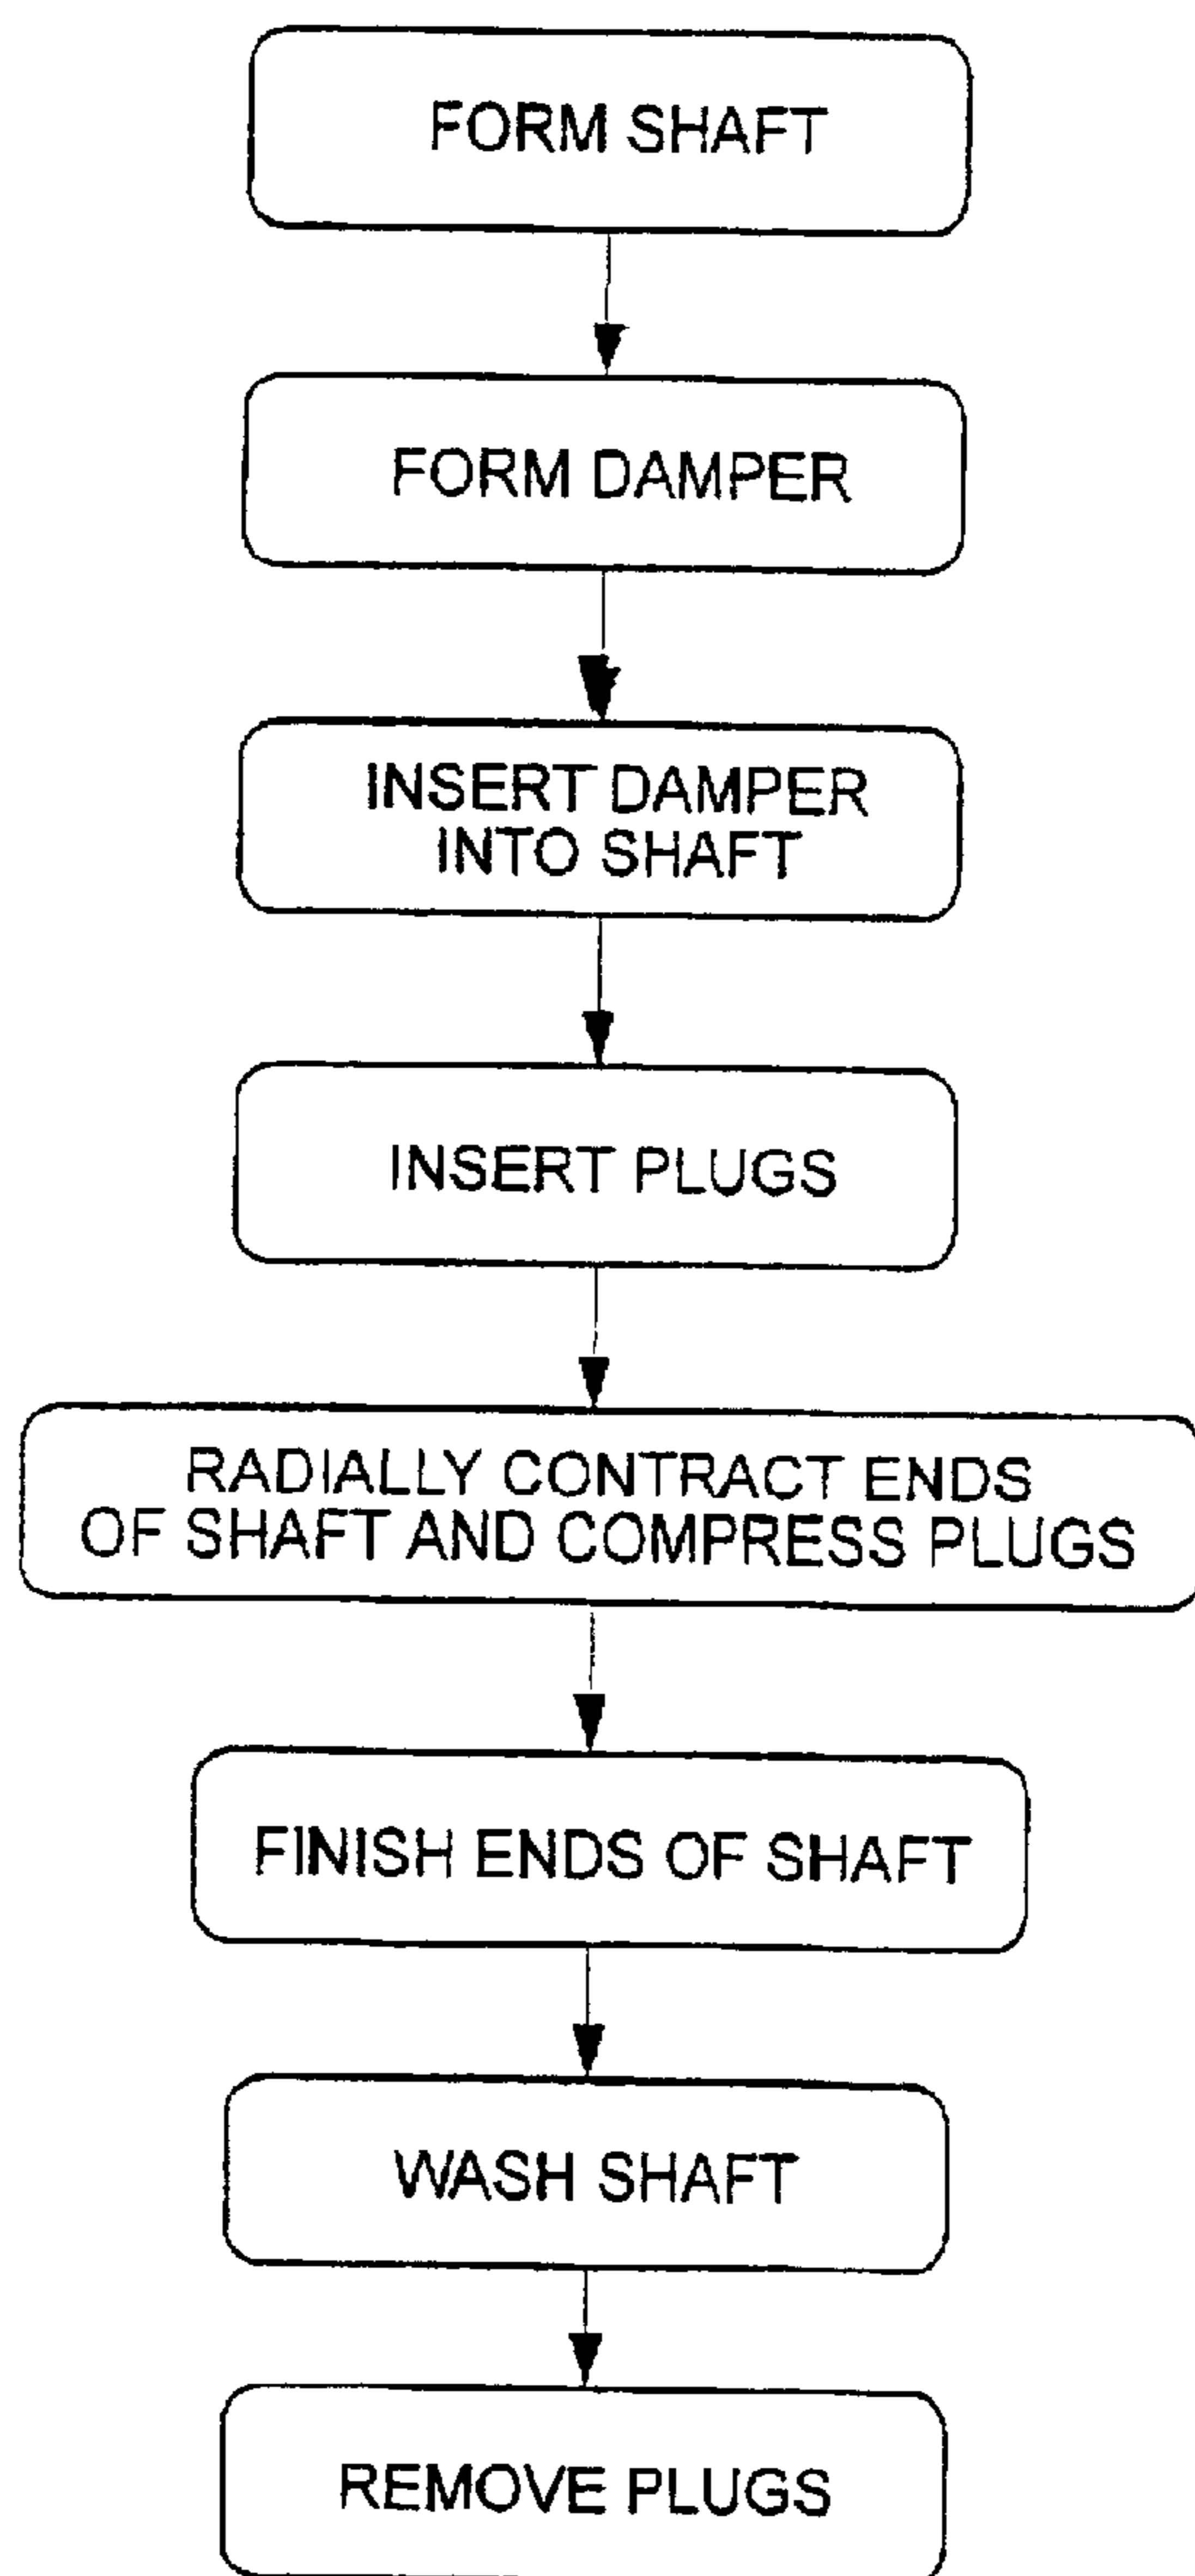 FORM SHAFT
FORM DAMPER
INSERT DAMPER
INTO SHAFT
INSERT PLUGS
RADIALLY CONTRACT ENDS
OF SHAFT AND COMPRESS PLUGS
FINISH ENDS OF SHAFT
WASH SHAFT
REMOVE PLUGS